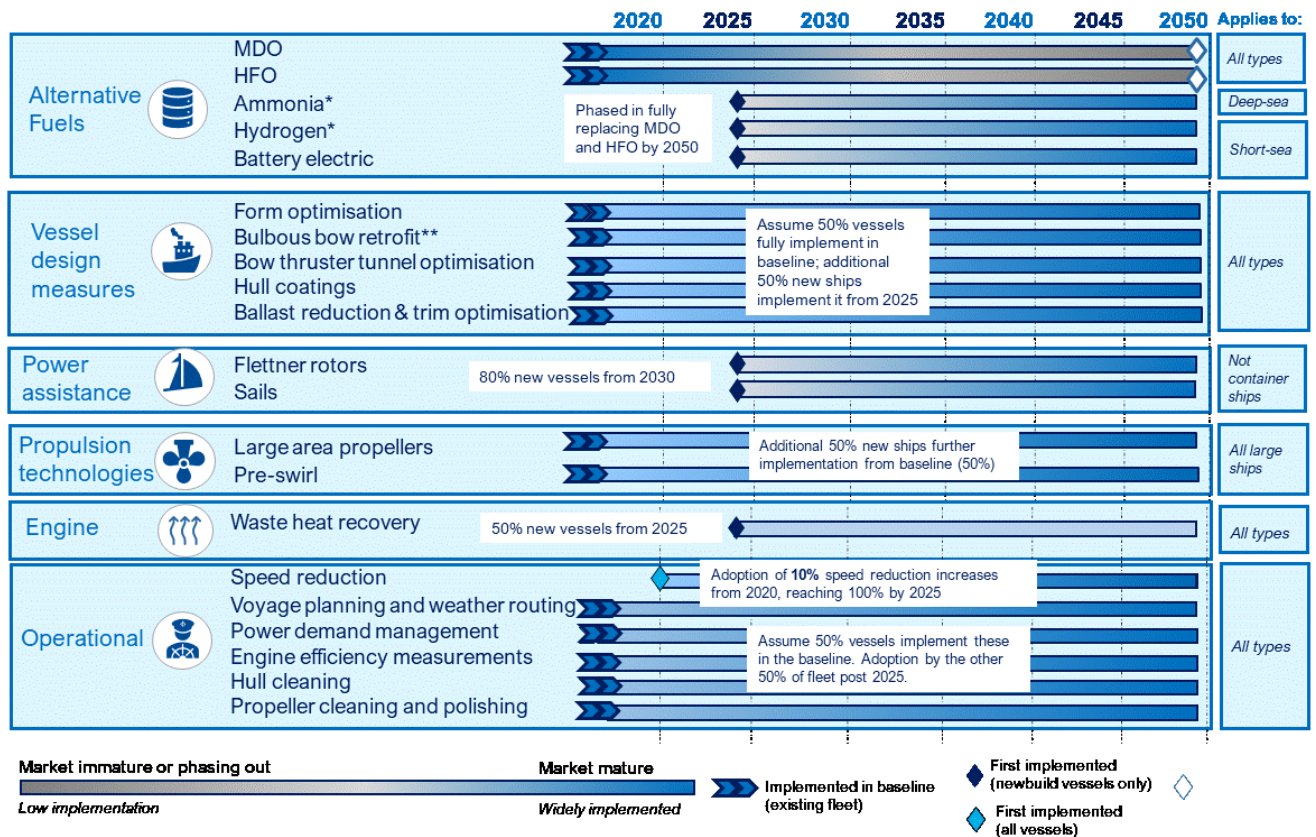 2020 2025 2030 2035 2040 2045 2050 Applies to:
Alternative
Fuels
MDO
HFO
Ammonia*
Hydrogen*
Battery electric
Phased in fully
replacing MDO
and HFO by 2050
All types
Deep-sea
Short-sea
Vessel
design
measures
Form optimisation
Bulbous bow retrofit**
Bow thruster tunnel optimisation
Hull coatings
Ballast reduction & trim optimisation
Assume 50% vessels
fully implement in
baseline; additional
50% new ships
implement it from 2025
All types
Power
assistance
Flettner rotors
Sails
80% new vessels from 2030
Not
container
ships
Propulsion
technologies
Large area propellers
Pre-swirl
Additional 50% new ships further
implementation from baseline (50%)
All large
ships
Engine
Waste heat recovery
50% new vessels from 2025
All types
Operational
Speed reduction
Voyage planning and weather routing
Power demand management
Engine efficiency measurements
Hull cleaning
Propeller cleaning and polishing
Adoption of 10% speed reduction increases
from 2020, reaching 100% by 2025
Assume 50% vessels implement these
in the baseline. Adoption by the other
50% of fleet post 2025.
All types
Market immature or phasing out
Market mature
Low implementation
Widely implemented
Implemented in baseline
(existing fleet)
First implemented
(newbuild vessels only)
First implemented
(all vessels)